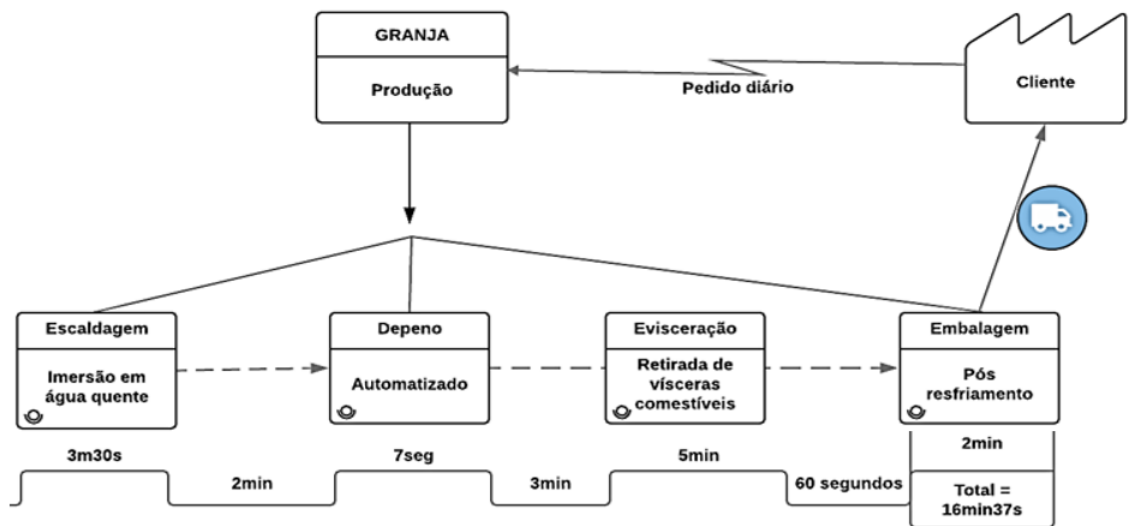 GRANJA
Produção
Pedido diário
Cliente
Escaldagem
Imersão em
água quente
Depeno
Automatizado
Evisceração
Retirada de
vísceras
comestíveis
Embalagem
Pós
resfriamento
3m30s
2min
7seg
3min
5min
60 segundos
2min
Total =
16min37s